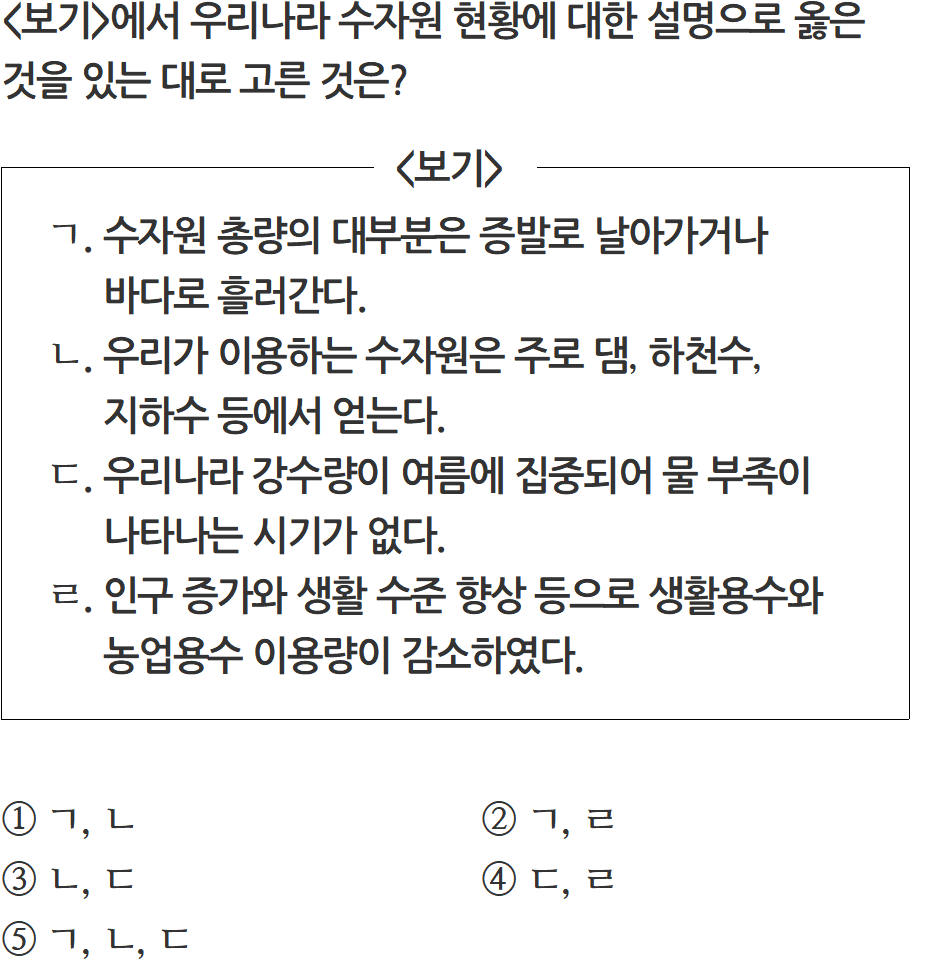 <보기>에서 우리나라 수자원 현황에 대한 설명으로 옳은
것을 있는 대로 고른 것은?
<보기>
ㄱ. 수자원 총량의 대부분은 증발로 날아가거나
바다로 흘러간다.
ㄴ. 우리가 이용하는 수자원은 주로 댐, 하천수,
지하수 등에서 얻는다.
ㄷ. 우리나라 강수량이 여름에 집중되어 물 부족이
나타나는 시기가 없다.
ㄹ. 인구 증가와 생활 수준 향상 등으로 생활용수와
농업용수 이용량이 감소하였다.
① ㄱ, ㄴ ② ㄱ, ㄹ
③ ㄴ, ㄷ ④ ㄷ, ㄹ
⑤ ㄱ, ㄴ, ㄷ